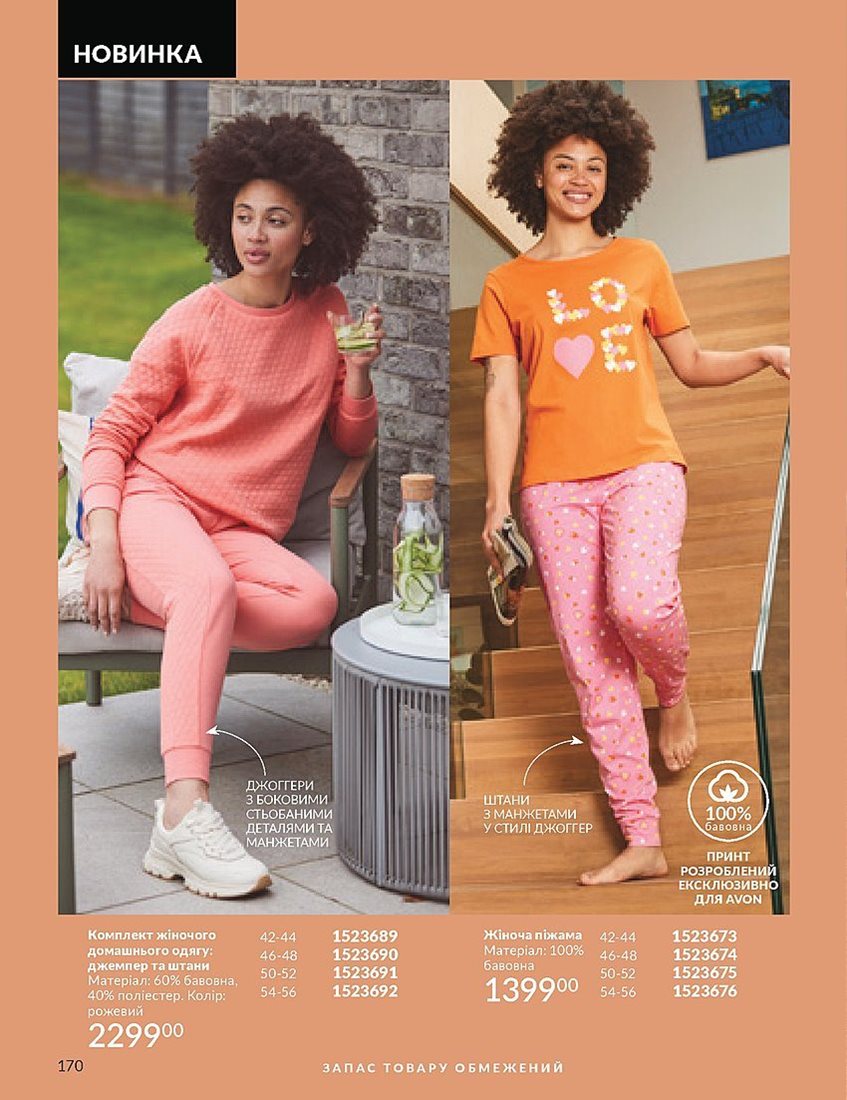 НОВИНКА
LO
E
ДЖОГГЕРИ
З БОКОВИМИ
СТЬОБАНИМИ
ДЕТАЛЯМИ ТА
МАНЖЕТАМИ
ШТАНИ
З МАНЖЕТАМИ
У СТИЛІ ДЖОГГЕР
100%
бавовна
ПРИНТ
РОЗРОБЛЕНИЙ
ЕКСКЛЮЗИВНО
ДЛЯ AVON
Комплект жіночого
домашнього одягу:
джемпер та штани
Матеріал: 60% бавовна,
40% поліестер. Колір:
рожевий
229900
42-44 1523689
46-48 1523690
50-52 1523691
54-56 1523692
Жіноча піжама
Матеріал: 100%
бавовна
139900
42-44 1523673
46-48 1523674
50-52 1523675
54-56 1523676
170
ЗАПАС ТОВАРУ ОБМЕЖЕНИЙ